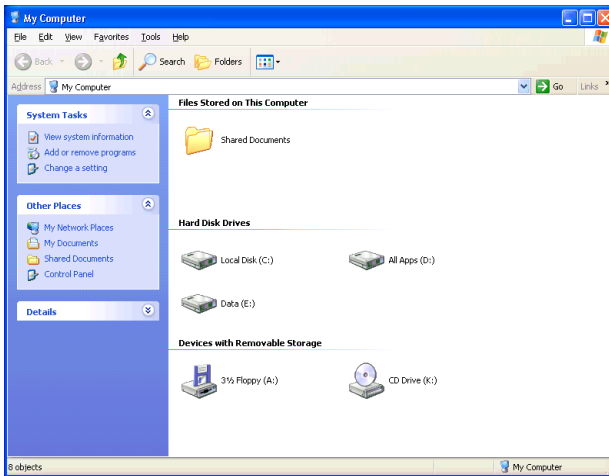 My Computer
File Edit View Favorites Tools Help
Back Search Folders
Address My Computer Go Links »
System Tasks
View system information
Add or remove programs
Change a setting
Other Places
My Network Places
My Documents
Shared Documents
Control Panel
Details
Files Stored on This Computer
Shared Documents
Hard Disk Drives
Local Disk (C:) All Apps (D:)
Data (E:)
Devices with Removable Storage
3½ Floppy (A:) CD Drive (K:)
8 objects My Computer